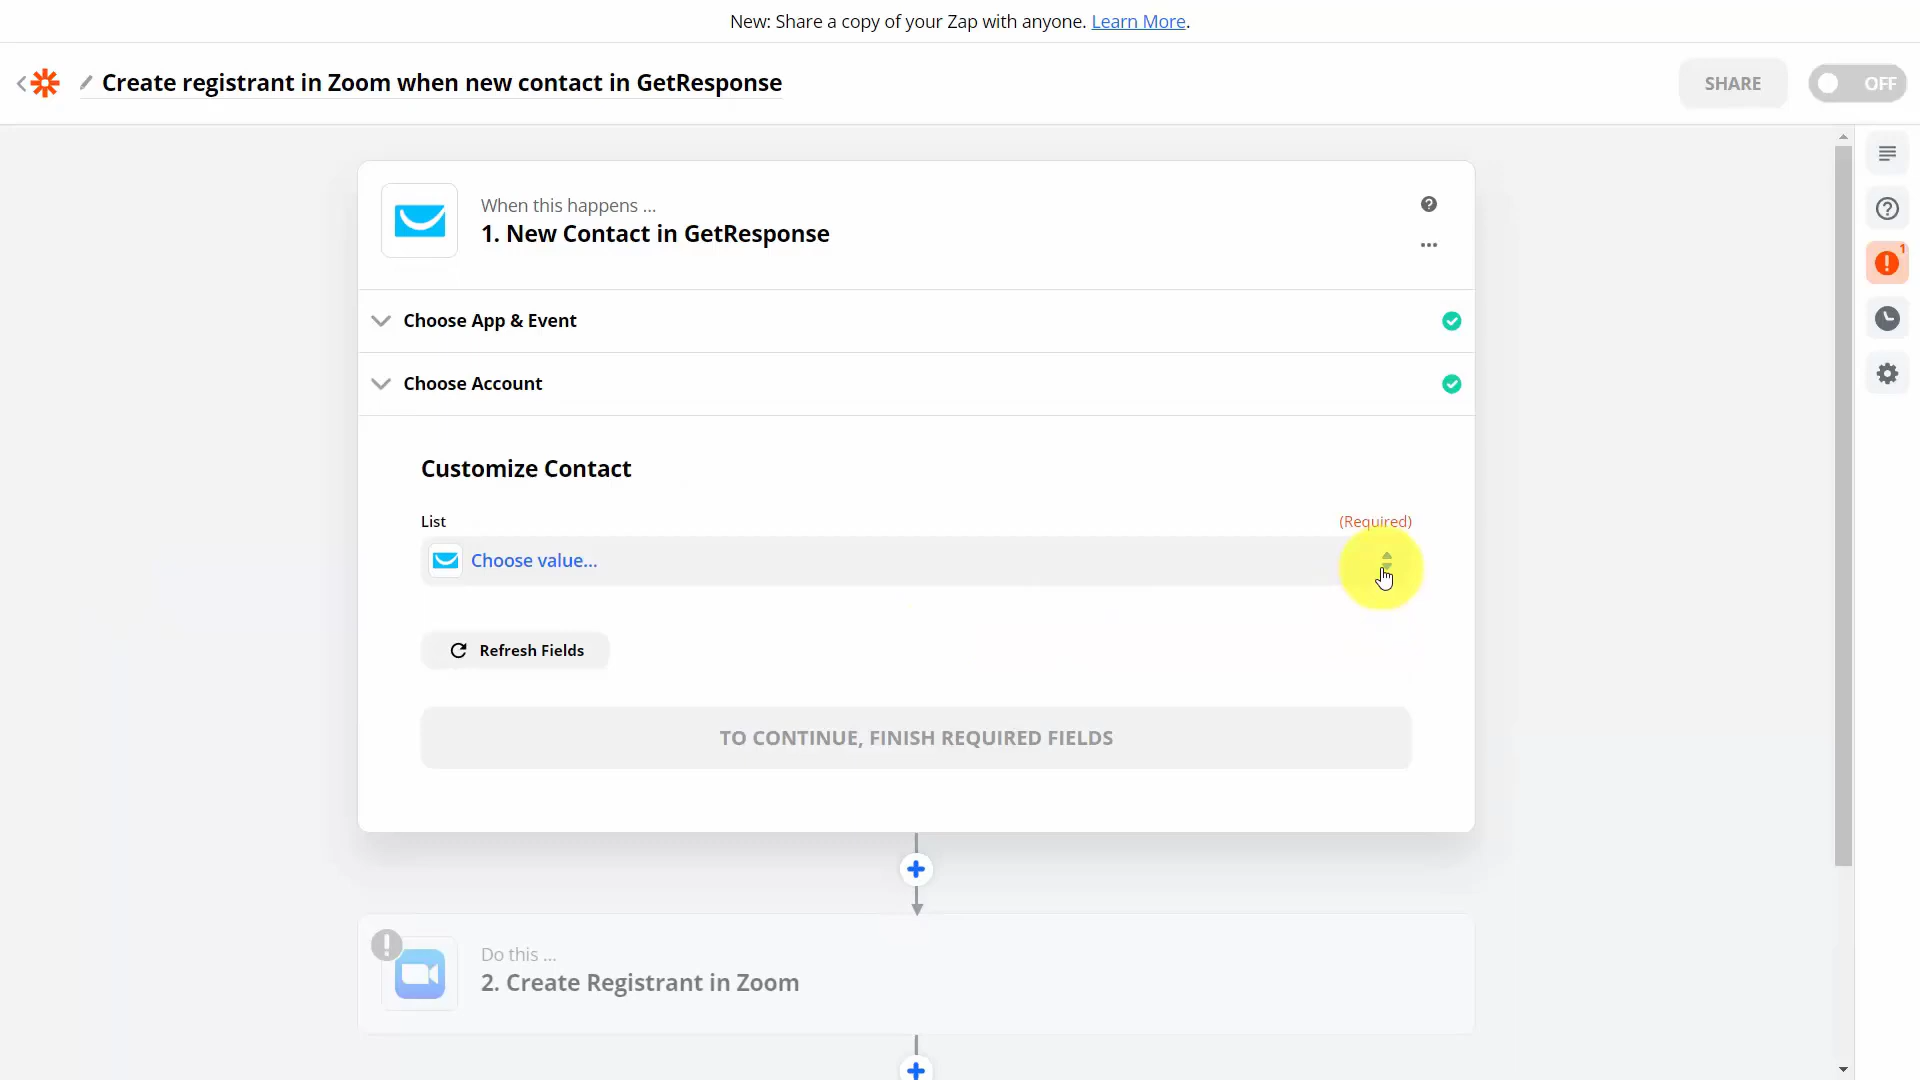 New: Share a copy of your Zap with anyone. Learn More.
Create registrant in Zoom when new contact in GetResponse
SHARE
OFF
When this happens ...
1. New Contact in GetResponse
1
Choose App & Event
Choose Account
Customize Contact
List
(Required)
Choose value...
Refresh Fields
TO CONTINUE, FINISH REQUIRED FIELDS
Do this ...
2. Create Registrant in Zoom